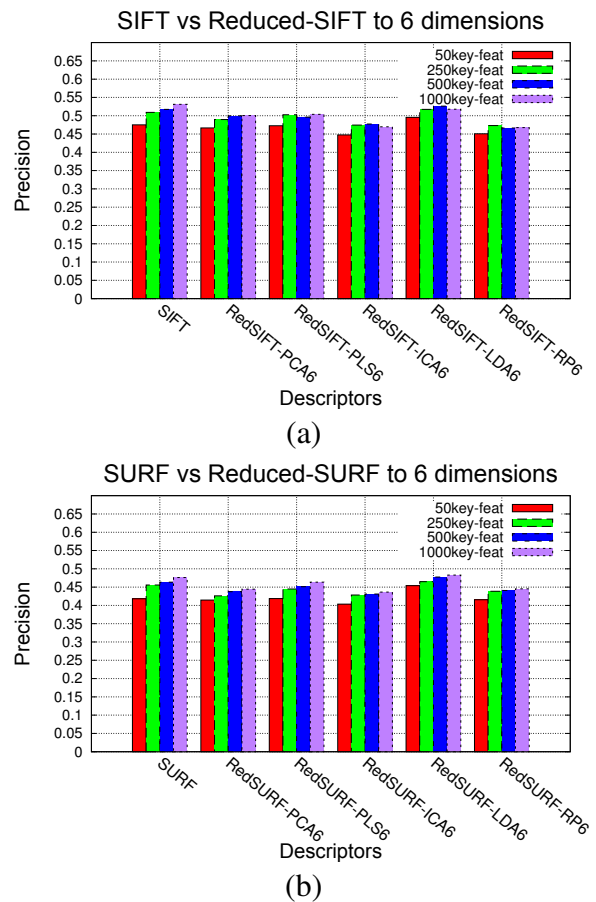 SIFT vs Reduced-SIFT to 6 dimensions
50key-feat
250key-feat
500key-feat
1000key-feat
0.65
0.6
0.55
0.5
0.45
0.4
0.35
0.3
0.25
0.2
0.15
0.1
0.05
0
Precision
SIFT
RedSIFT-PCA6
RedSIFT-PLS6
RedSIFT-ICA6
RedSIFT-LDA6
RedSIFT-RP6
Descriptors
(a)
SURF vs Reduced-SURF to 6 dimensions
50key-feat
250key-feat
500key-feat
1000key-feat
0.65
0.6
0.55
0.5
0.45
0.4
0.35
0.3
0.25
0.2
0.15
0.1
0.05
0
Precision
SURF
RedSURF-PCA6
RedSURF-PLS6
RedSURF-ICA6
RedSURF-LDA6
RedSURF-RP6
Descriptors
(b)